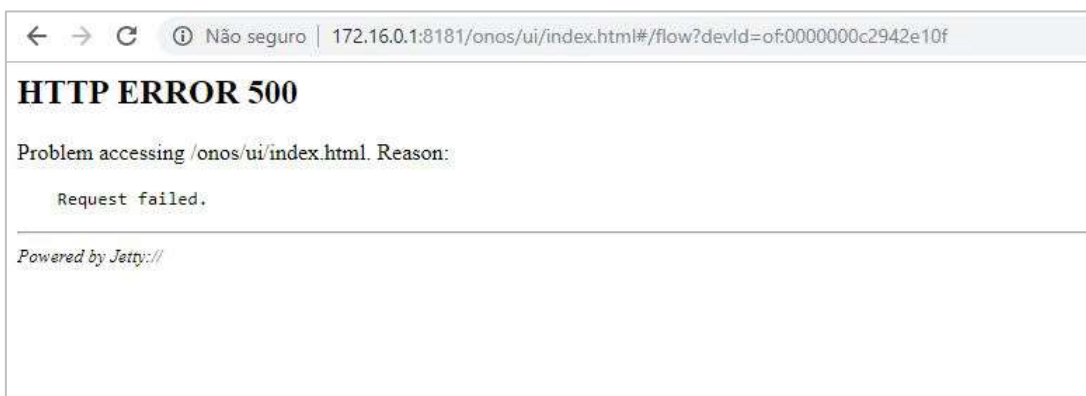 Não seguro | 172.16.0.1:8181/onos/ui/index.html#/flow?devId=of:0000000c2942e10f
HTTP ERROR 500
Problem accessing /onos/ui/index.html. Reason:
Request failed.
Powered by Jetty://